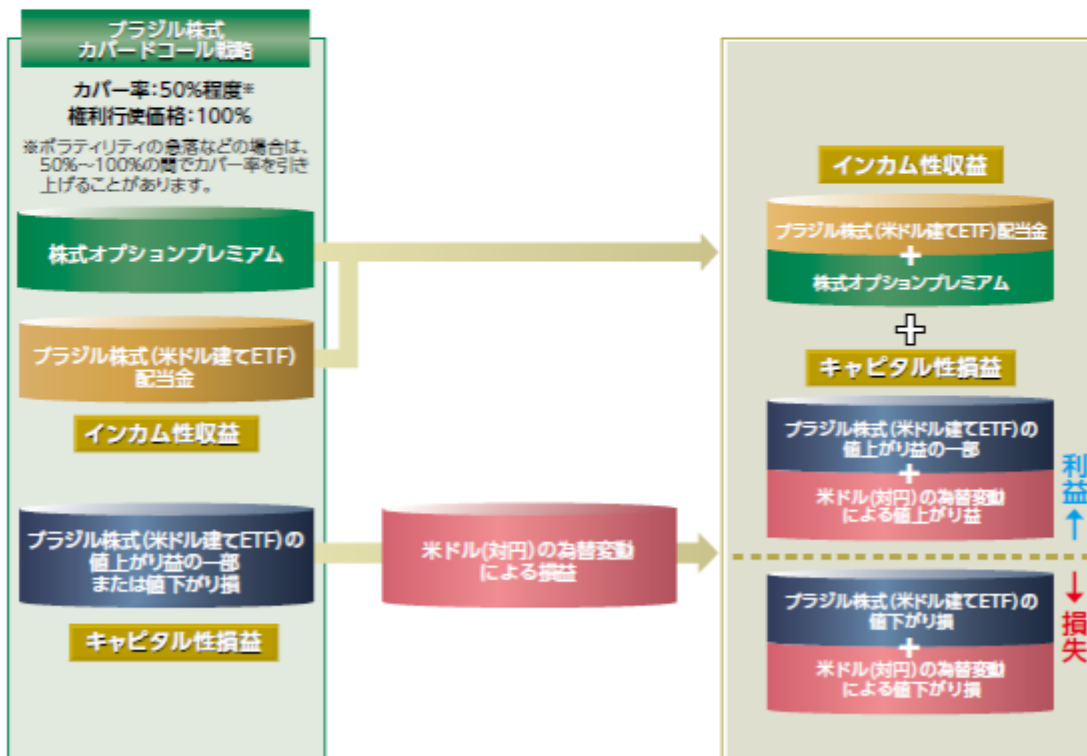 ブラジル株式
カバードコール戦略
カバー率:50%程度※
権利行使価格:100%
※ボラティリティの急落などの場合は、
50%~100%の間でカバー率を引き
上げることがあります。
株式オプションプレミアム
ブラジル株式(米ドル建てETF)
配当金
インカム性収益
ブラジル株式(米ドル建てETF)の
値上がり益の一部
または値下がり損
キャピタル性損益
米ドル(対円)の為替変動
による損益
インカム性収益
ブラジル株式(米ドル建てETF)配当金
+
株式オプションプレミアム
+
キャピタル性損益
ブラジル株式(米ドル建てETF)の
値上がり益の一部
+
米ドル(対円)の為替変動
による値上がり益
利益↑
ブラジル株式(米ドル建てETF)の
値下がり損
+
米ドル(対円)の為替変動
による値下がり損
↓損失